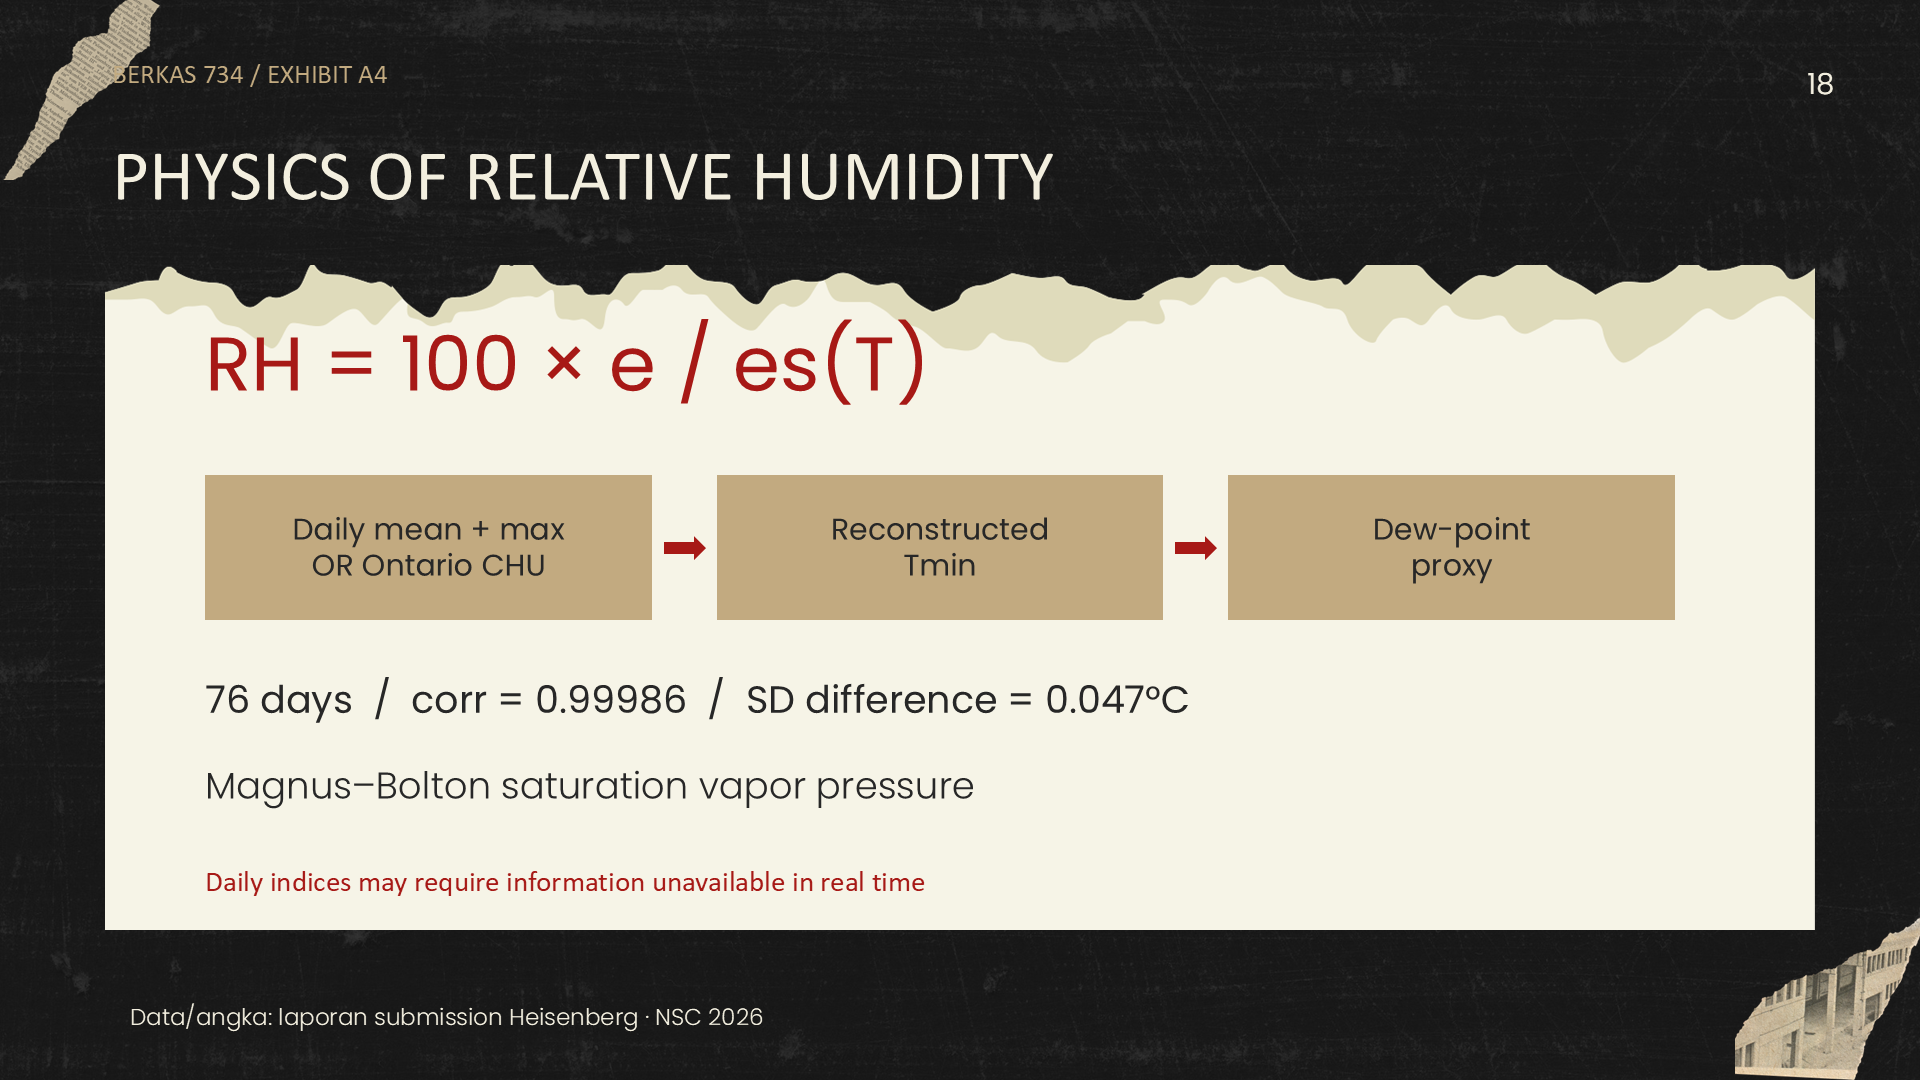 BERKAS 734 / EXHIBIT A4
18
PHYSICS OF RELATIVE HUMIDITY
RH = 100 × e / es(T)
Daily mean + max
OR Ontario CHU
Reconstructed
Tmin
Dew-point
proxy
76 days / corr = 0.99986 / SD difference = 0.047°C
Magnus–Bolton saturation vapor pressure
Daily indices may require information unavailable in real time
Data/angka: laporan submission Heisenberg · NSC 2026